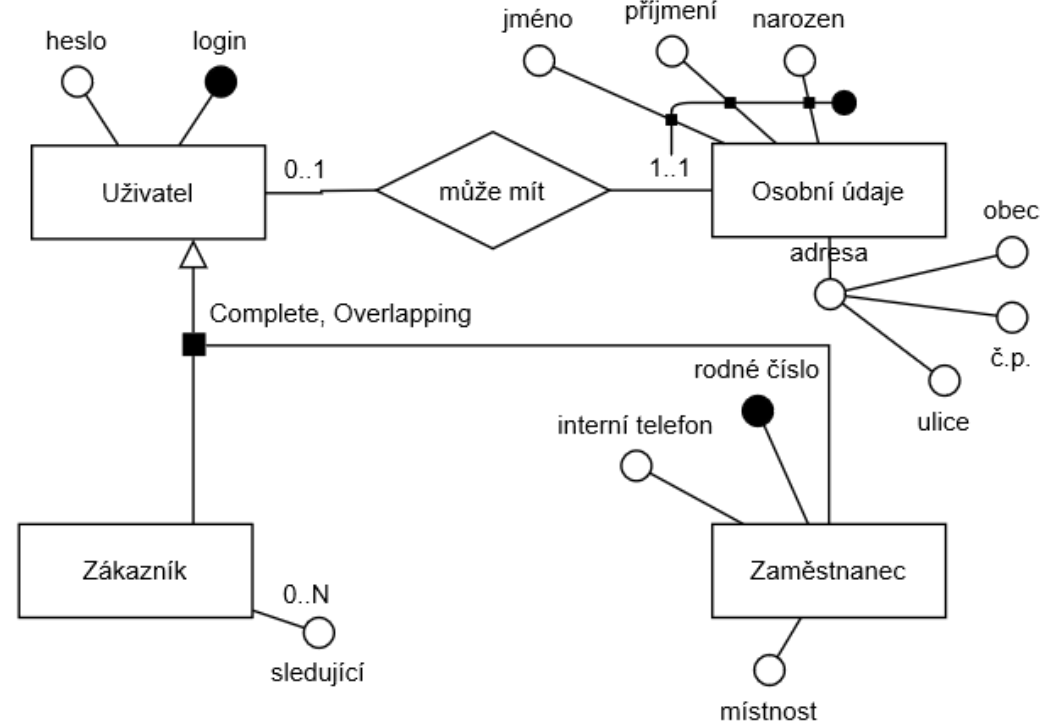 jméno
příjmení
narozen
heslo
login
0..1
1..1
Uživatel
může mít
Osobní údaje
obec
adresa
Complete, Overlapping
č.p.
rodné číslo
ulice
interní telefon
Zákazník
Zaměstnanec
0..N
sledující
místnost